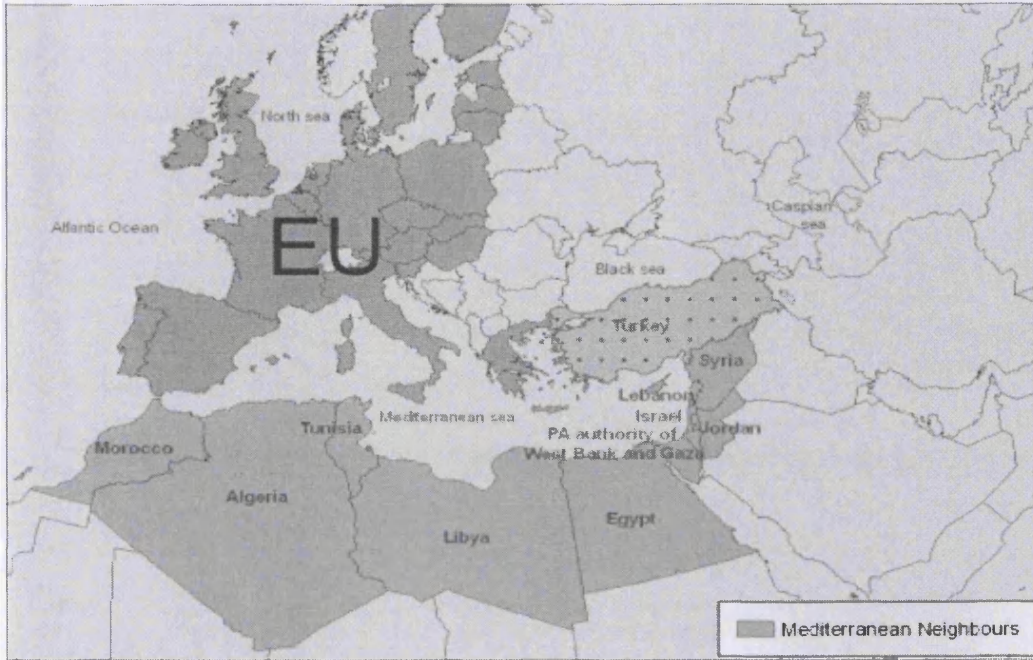 North sea
Atlantic Ocean
EU
Caspian
sea
Black sea
Turkey
Syria
Lebanon
Israel
Mediterranean sea
Tunisia
PA authority of
West Bank and Gaza
Jordan
Morocco
Algeria
Libya
Egypt
Mediterranean Neighbours